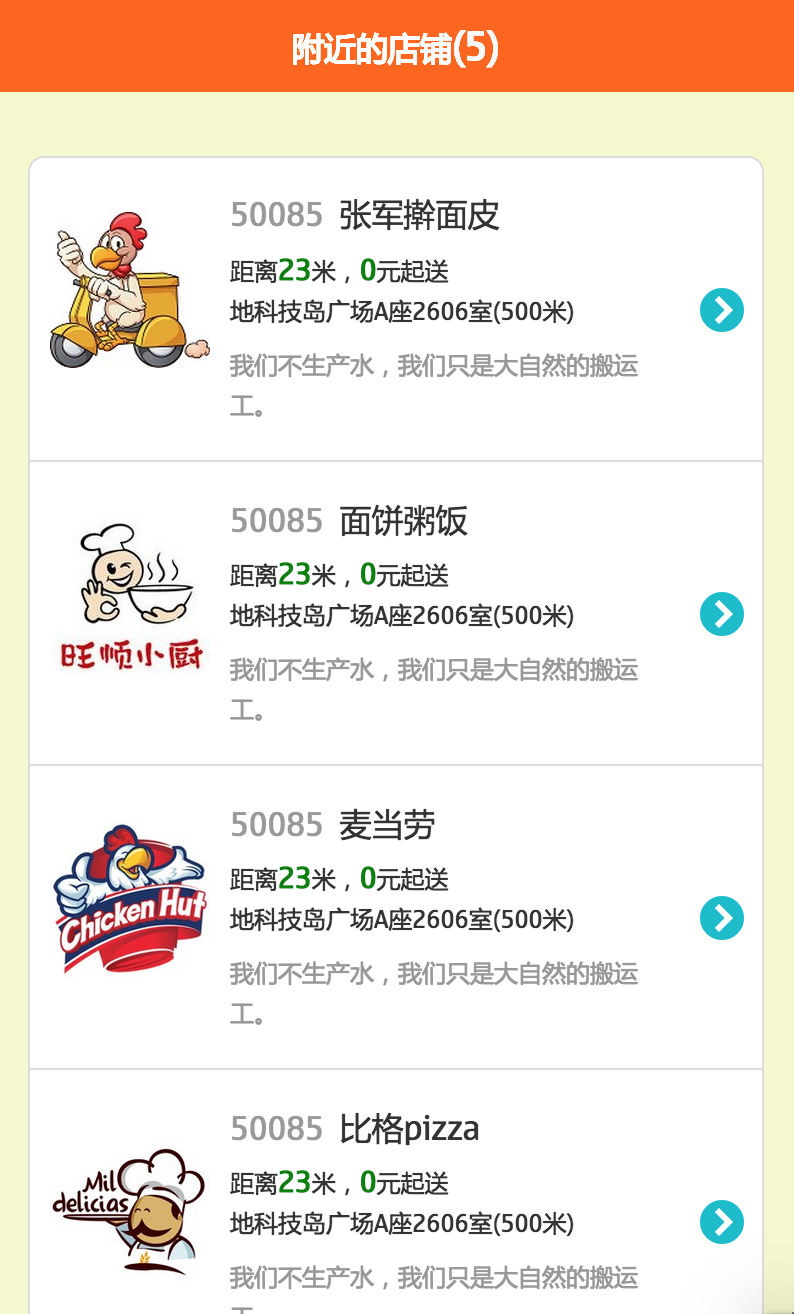 附近的店铺(5)
50085 张军擀面皮
距离23米，0元起送
地科技岛广场A座2606室(500米)
我们不生产水，我们只是大自然的搬运
工。
50085 面饼粥饭
距离23米，0元起送
地科技岛广场A座2606室(500米)
我们不生产水，我们只是大自然的搬运
工。
旺顺小厨
50085 麦当劳
距离23米，0元起送
地科技岛广场A座2606室(500米)
我们不生产水，我们只是大自然的搬运
工。
Chicken Hut
50085 比格pizza
距离23米，0元起送
地科技岛广场A座2606室(500米)
我们不生产水，我们只是大自然的搬运
Mil
delicias